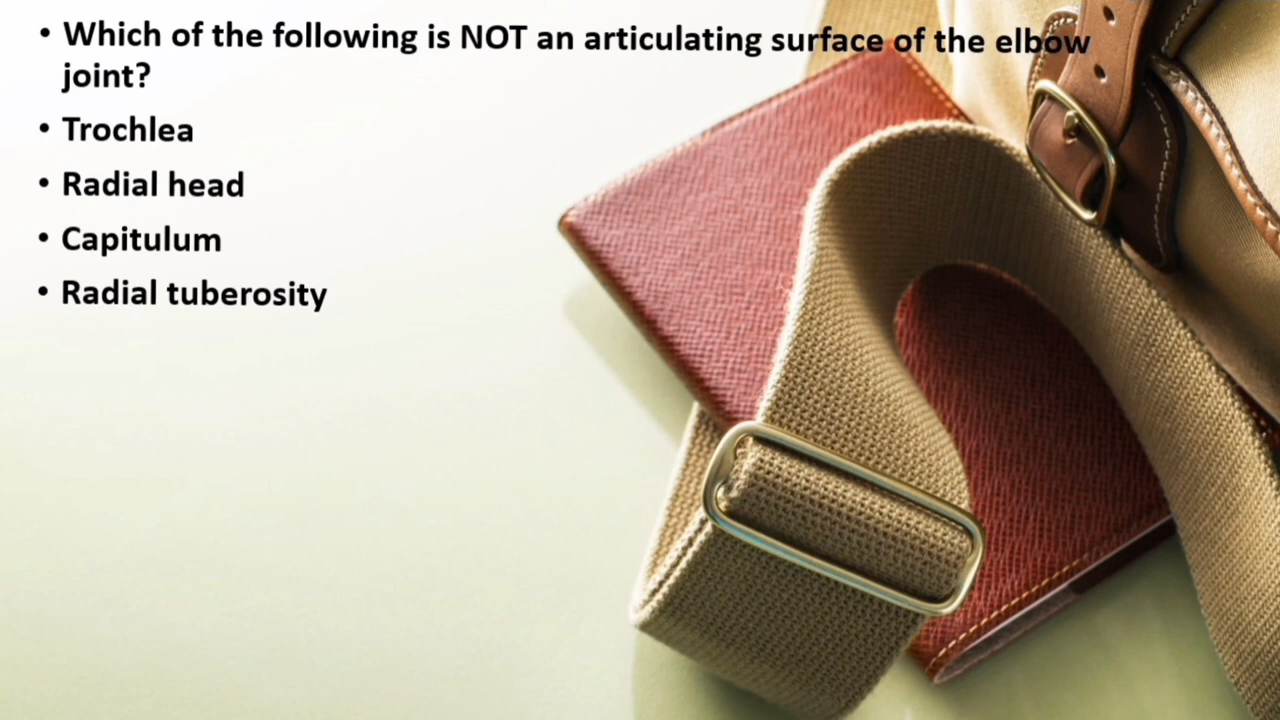 • Which of the following is NOT an articulating surface of the elbow
joint?
• Trochlea
• Radial head
• Capitulum
• Radial tuberosity